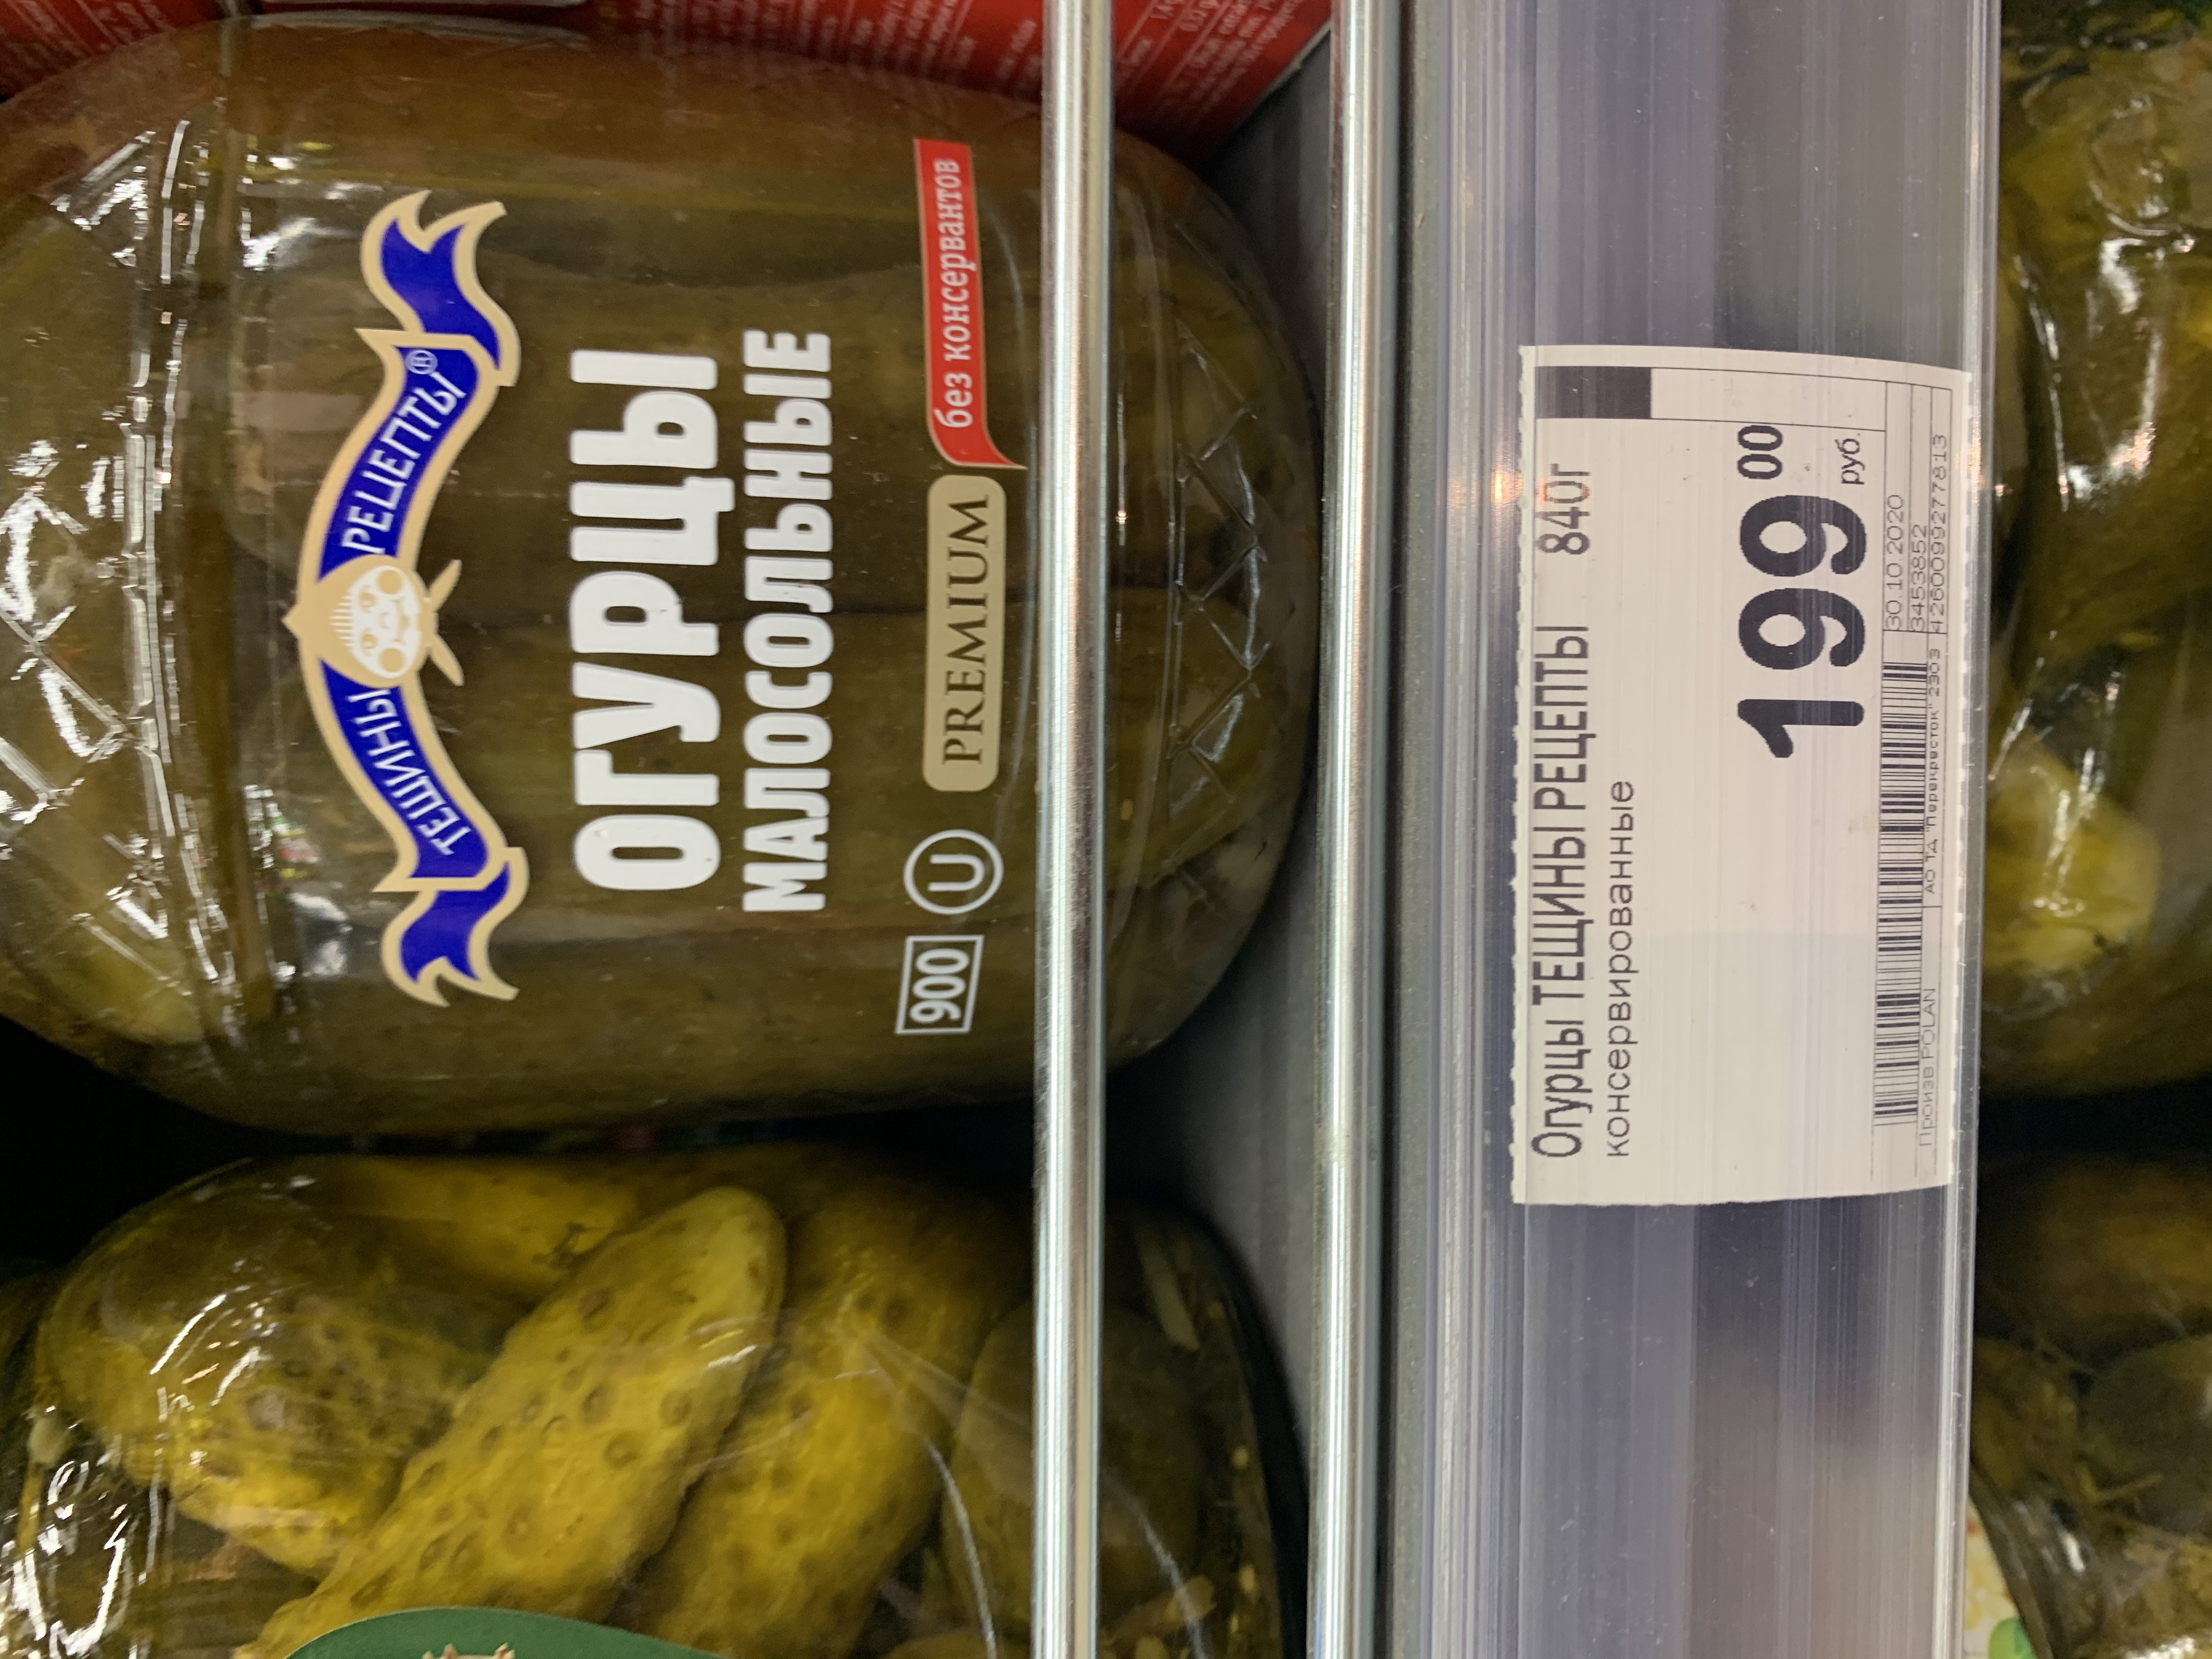 ТЕЩИНЫ РЕЦЕПТЫ®
ОГУРЦЫ
МАЛОСОЛЬНЫЕ
900 U PREMIUM без консервантов
Огурцы ТЕЩИНЫ РЕЦЕПТЫ 840г
консервированные
199 00
руб.
30.10.2020
3453852
Произв POLAN АО ТД "Перекресток" 2303 4260099277813